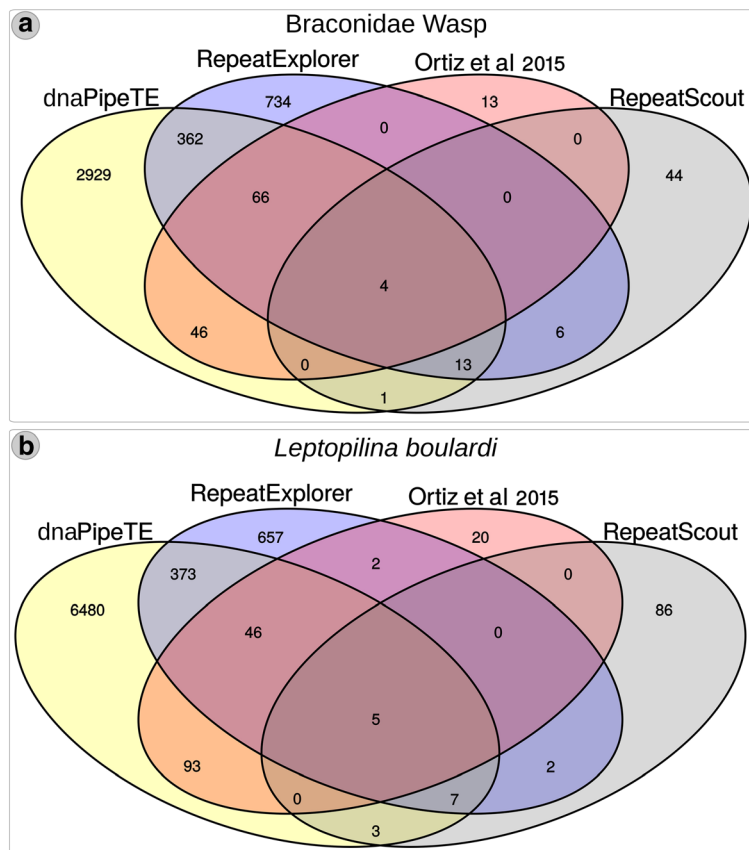 a
Braconidae Wasp
RepeatExplorer
Ortiz et al 2015
dnaPipeTE
RepeatScout
734
13
0
362
0
2929
44
66
0
4
46
6
0
13
1
b
Leptopilina boulardi
RepeatExplorer
Ortiz et al 2015
dnaPipeTE
RepeatScout
657
20
2
373
0
6480
86
46
0
5
93
2
0
7
3